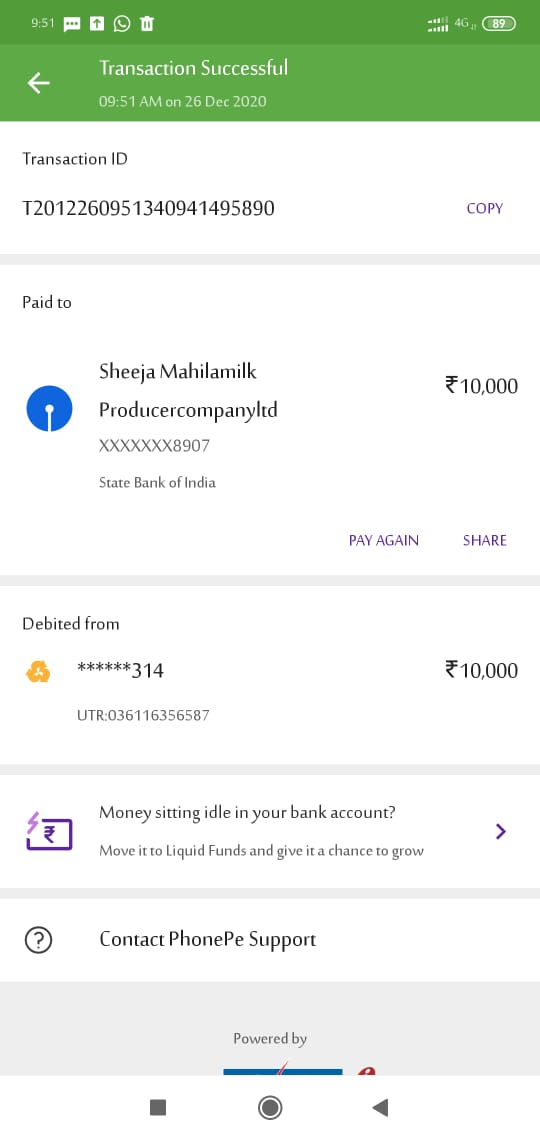 9:51 4G 89
Transaction Successful
09:51 AM on 26 Dec 2020
Transaction ID
T2012260951340941495890 COPY
Paid to
Sheeja Mahilamilk
Producercompanyltd
₹10,000
XXXXXXX8907
State Bank of India
PAY AGAIN SHARE
Debited from
******314 ₹10,000
UTR:036116356587
Money sitting idle in your bank account?
Move it to Liquid Funds and give it a chance to grow
Contact PhonePe Support
Powered by